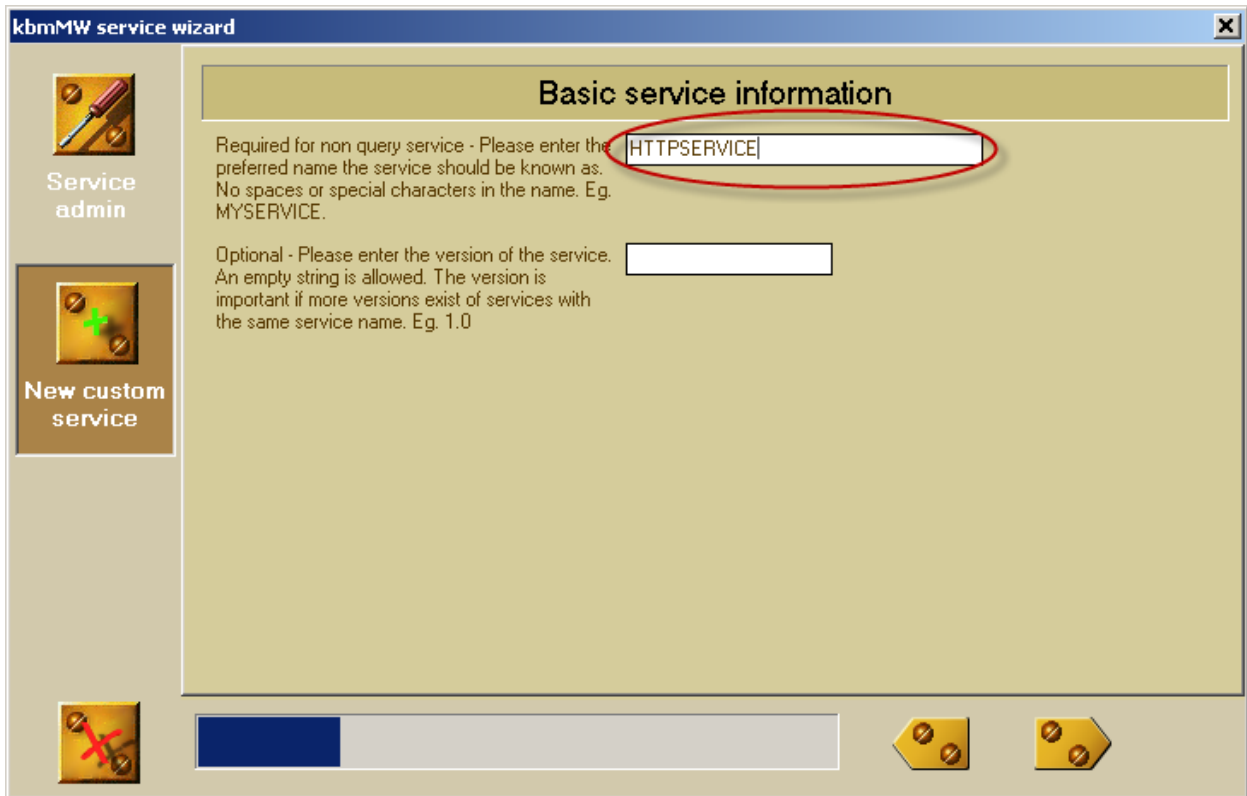 kbmMW service wizard
Service
admin
New custom
service
Basic service information
Required for non query service - Please enter the
preferred name the service should be known as.
No spaces or special characters in the name. Eg.
MYSERVICE.
HTTPSERVICE
Optional - Please enter the version of the service.
An empty string is allowed. The version is
important if more versions exist of services with
the same service name. Eg. 1.0